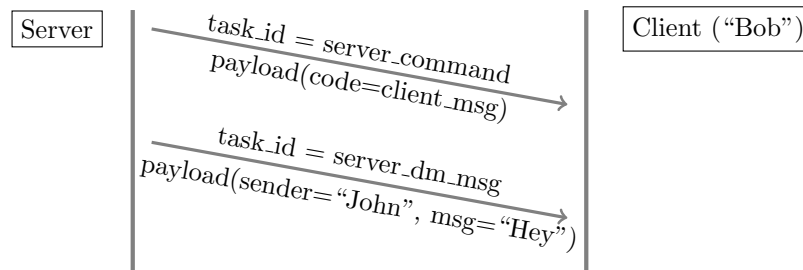 Server
Client (“Bob”)
task_id = server_command
payload(code=client_msg)
task_id = server_dm_msg
payload(sender=“John”, msg=“Hey”)